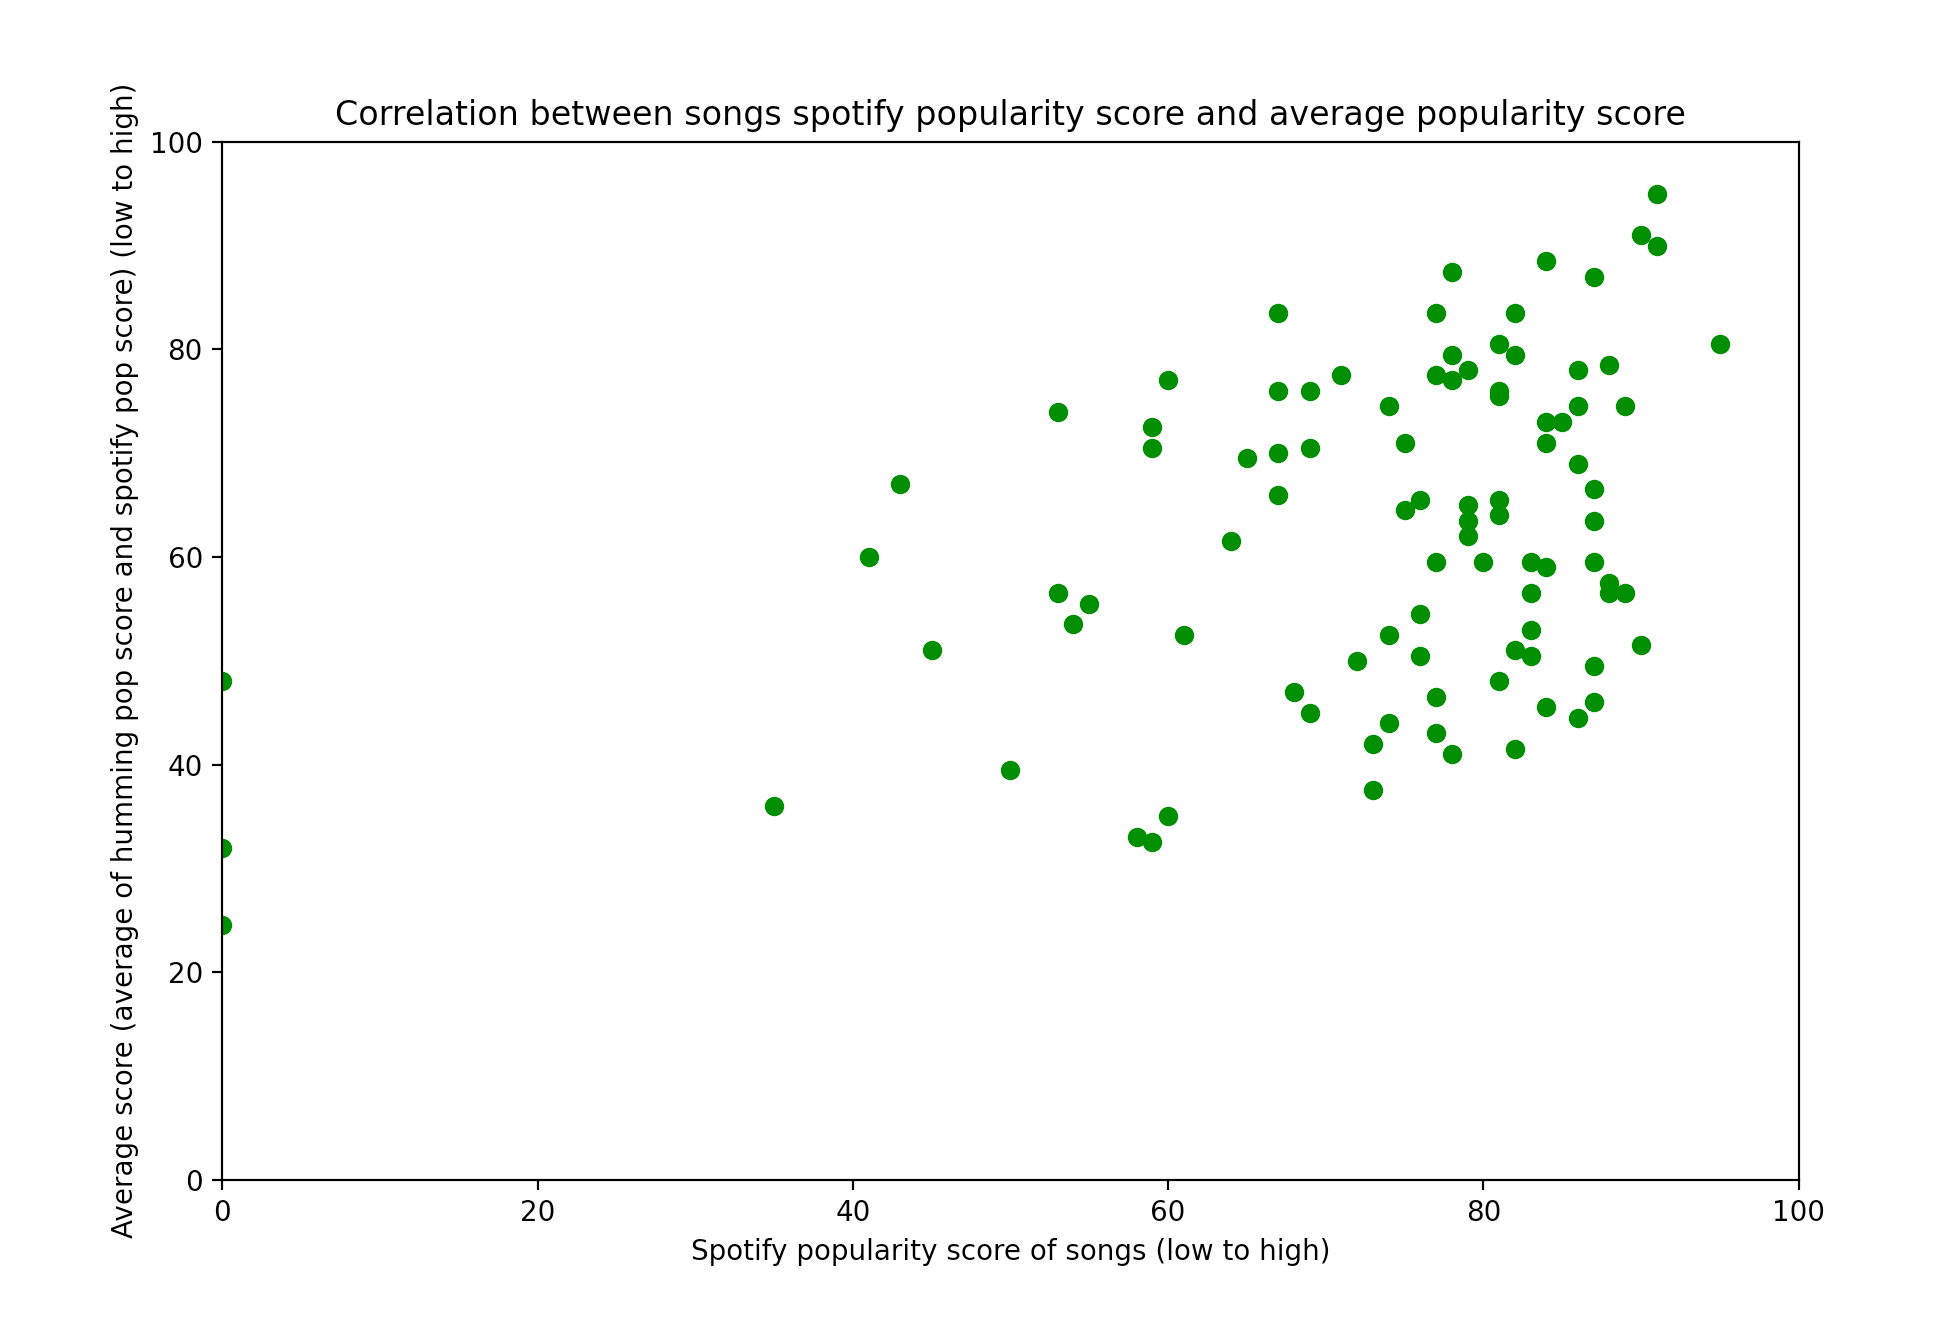 Correlation between songs spotify popularity score and average popularity score
Average score (average of humming pop score and spotify pop score) (low to high)
100
80
60
40
20
0
0 20 40 60 80 100
Spotify popularity score of songs (low to high)